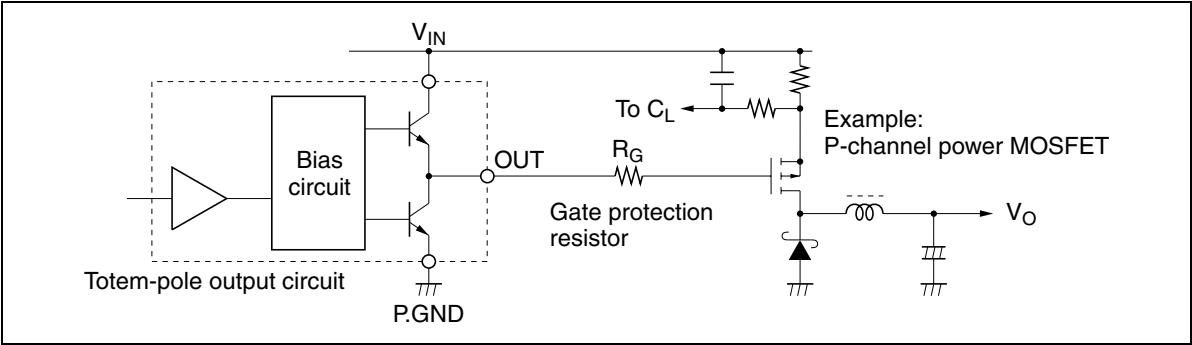 V_IN
To C_L
Example:
P-channel power MOSFET
Bias
circuit
OUT
R_G
Gate protection
resistor
V_O
Totem-pole output circuit
P.GND